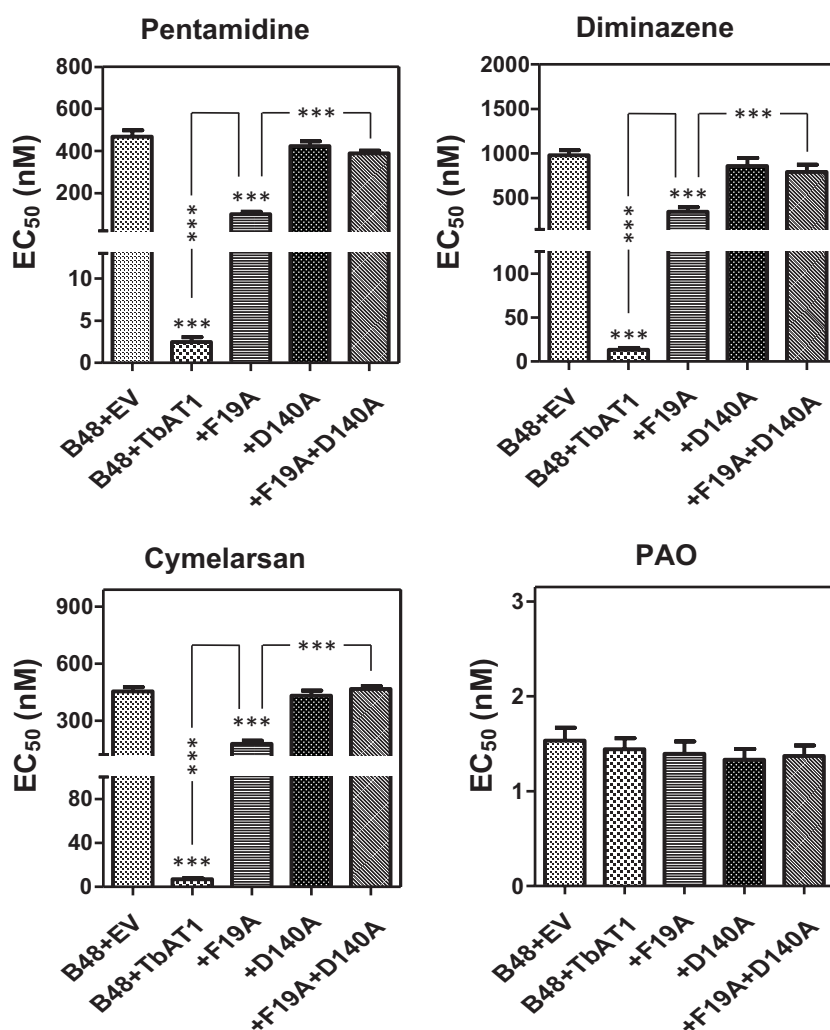 Pentamidine
EC50 (nM)
800
600
400
200
10
5
0
***
***
***
***
B48+EV
B48+TbAT1
+F19A
+D140A
+F19A+D140A
Diminazene
EC50 (nM)
2000
1500
1000
500
100
50
0
***
***
***
***
B48+EV
B48+TbAT1
+F19A
+D140A
+F19A+D140A
Cymelarsan
EC50 (nM)
900
600
300
80
40
0
***
***
***
***
B48+EV
B48+TbAT1
+F19A
+D140A
+F19A+D140A
PAO
EC50 (nM)
3
2
1
0
B48+EV
B48+TbAT1
+F19A
+D140A
+F19A+D140A